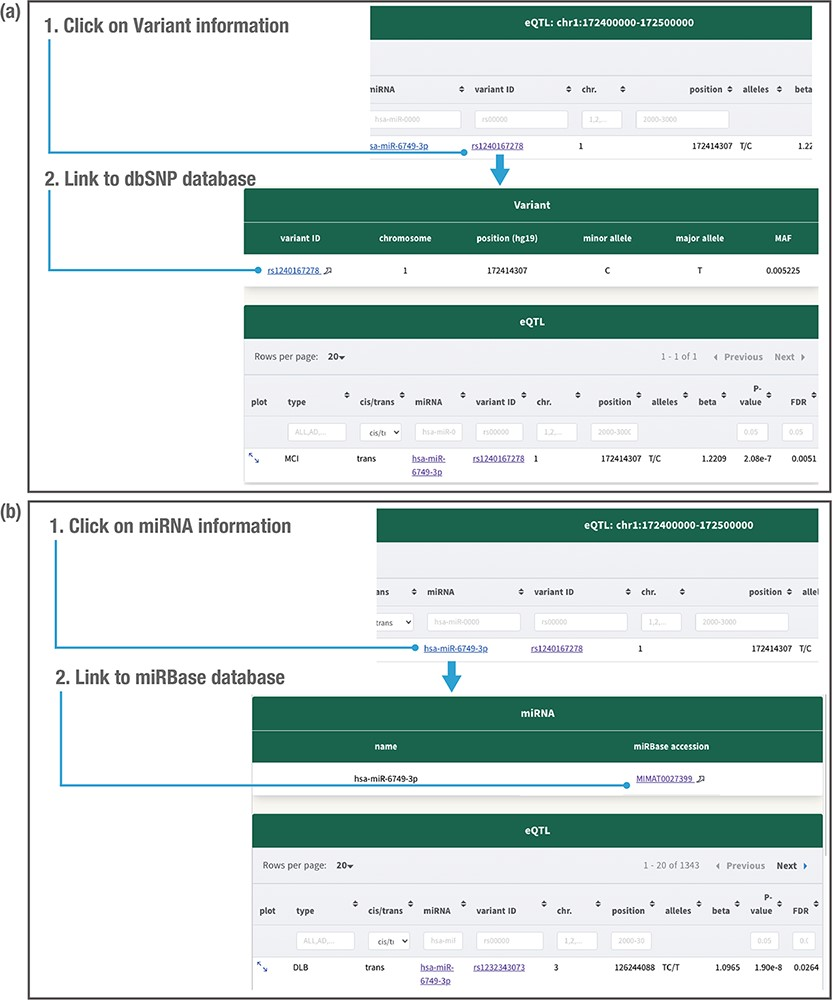 (a)
1. Click on Variant information
eQTL: chr1:172400000-172500000
miRNA variant ID chr. position alleles beta
hsa-miR-0000 rs00000 1,2,... 2000-3000
sa-miR-6749-3p rs1240167278 1 172414307 T/C 1.22
2. Link to dbSNP database
Variant
variant ID chromosome position (hg19) minor allele major allele MAF
rs1240167278 1 172414307 C T 0.005225
eQTL
Rows per page: 20 1 - 1 of 1 Previous Next
plot type cis/trans miRNA variant ID chr. position alleles beta P-value FDR
ALL,AD,... cis/tr hsa-miR-0 rs00000 1,2,... 2000-300 0.05 0.05
MCI trans hsa-miR-6749-3p rs1240167278 1 172414307 T/C 1.2209 2.08e-7 0.0051
(b)
1. Click on miRNA information
eQTL: chr1:172400000-172500000
ans miRNA variant ID chr. position allel
trans hsa-miR-0000 rs00000 1,2,... 2000-3000
hsa-miR-6749-3p rs1240167278 1 172414307 T/C
2. Link to miRBase database
miRNA
name miRBase accession
hsa-miR-6749-3p MIMAT0027399
eQTL
Rows per page: 20 1 - 20 of 1343 Previous Next
plot type cis/trans miRNA variant ID chr. position alleles beta P-value FDR
ALL,AD,... cis/tr hsa-mil rs00000 1,2,... 2000-30 0.05 0.(
DLB trans hsa-miR-6749-3p rs1232343073 3 126244088 TC/T 1.0965 1.90e-8 0.0264